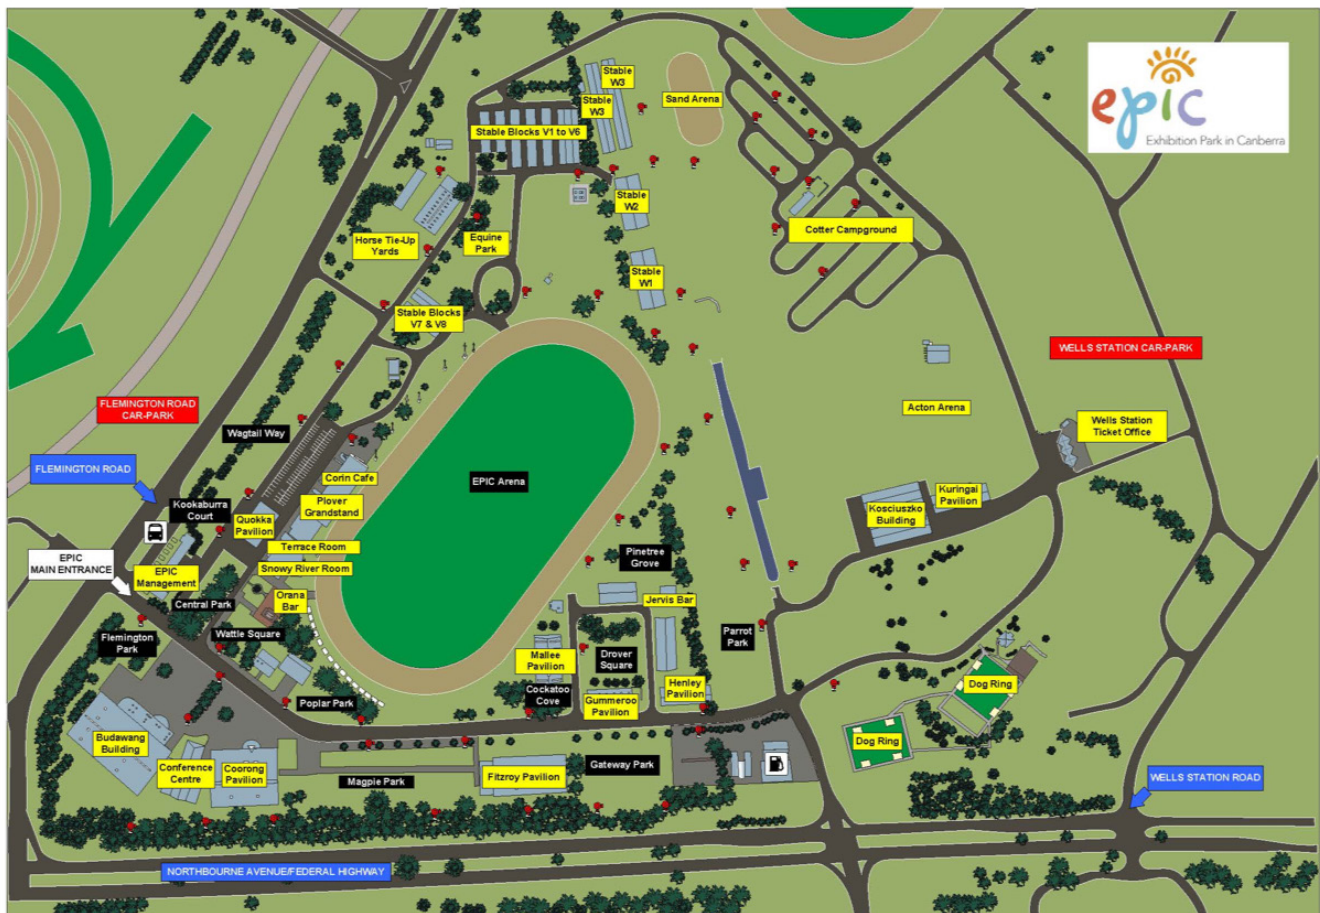 Stable
W3
Stable
W3
Sand Arena
epic
Exhibition Park in Canberra
Stable Blocks V1 to V6
Stable
W2
Cotter Campground
Horse Tie-Up
Yards
Equine
Park
Stable
W1
Stable Blocks
V7 & V8
WELLS STATION CAR-PARK
FLEMINGTON ROAD
CAR-PARK
Acton Arena
Wells Station
Ticket Office
Wagtail Way
FLEMINGTON ROAD
Corin Cafe
EPIC Arena
Kookaburra
Court
Plover
Grandstand
Kuringai
Pavilion
Kosciuszko
Building
Quokka
Pavilion
Terrace Room
Snowy River Room
EPIC
MAIN ENTRANCE
EPIC
Management
Pinetree
Grove
Central Park
Orana
Bar
Jervis Bar
Flemington
Park
Wattle Square
Parrot
Park
Mallee
Pavilion
Drover
Square
Dog Ring
Poplar Park
Cockatoo
Cove
Gummeroo
Pavilion
Henley
Pavilion
Dog Ring
Budawang
Building
Conference
Centre
Coorong
Pavilion
Magpie Park
Fitzroy Pavilion
Gateway Park
WELLS STATION ROAD
NORTHBOURNE AVENUE/FEDERAL HIGHWAY